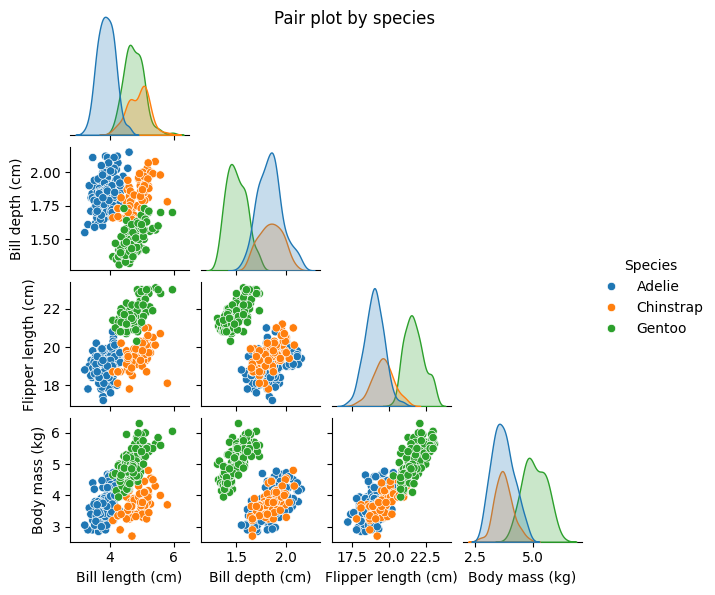 Pair plot by species
Bill depth (cm)
2.00
1.75
1.50
Species
Adelie
Chinstrap
Gentoo
Flipper length (cm)
22
20
18
Body mass (kg)
6
5
4
3
4 6
1.5 2.0
17.5 20.0 22.5
2.5 5.0
Bill length (cm)
Bill depth (cm)
Flipper length (cm)
Body mass (kg)